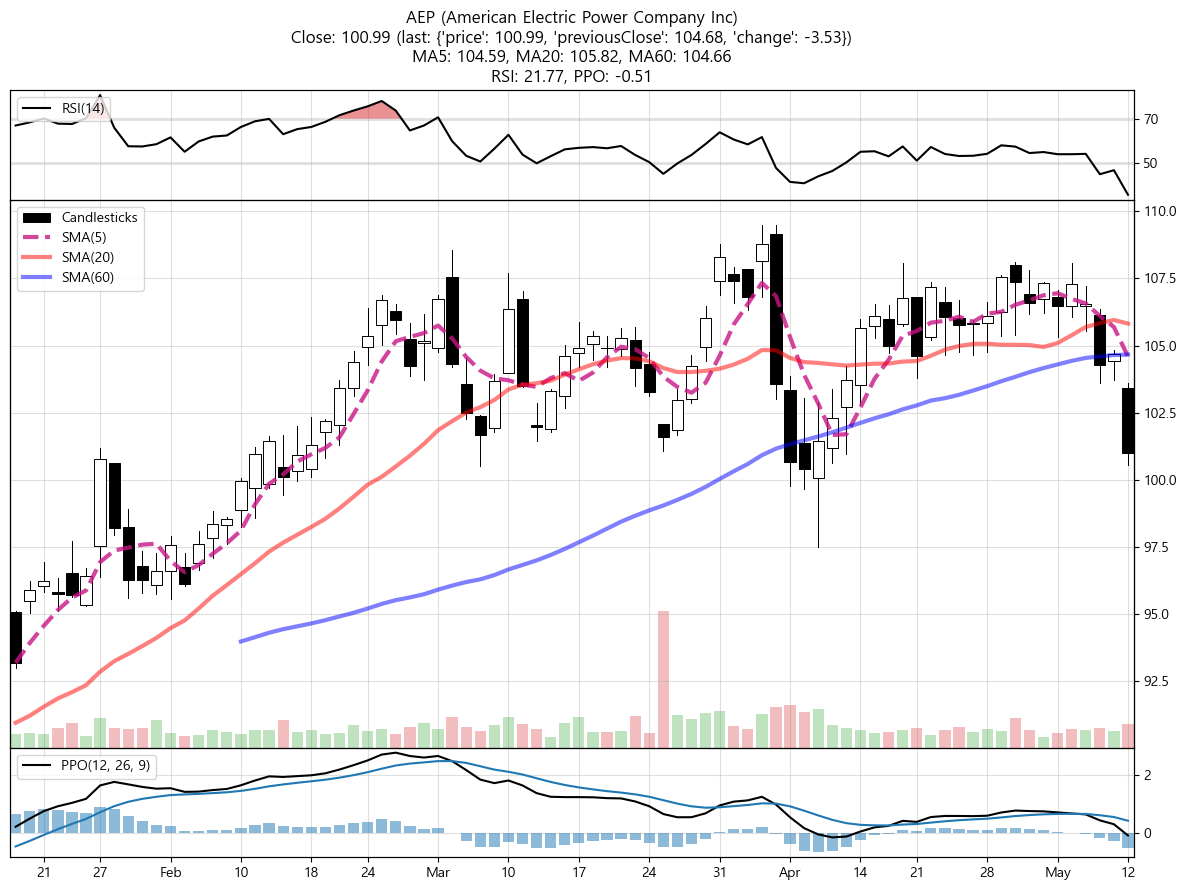 AEP (American Electric Power Company Inc)
Close: 100.99 (last: {'price': 100.99, 'previousClose': 104.68, 'change': -3.53})
MA5: 104.59, MA20: 105.82, MA60: 104.66
RSI: 21.77, PPO: -0.51
RSI(14)
70
50
Candlesticks
SMA(5)
SMA(20)
SMA(60)
110.0
107.5
105.0
102.5
100.0
97.5
95.0
92.5
PPO(12, 26, 9)
2
0
21 27 Feb 10 18 24 Mar 10 17 24 31 Apr 14 21 28 May 12